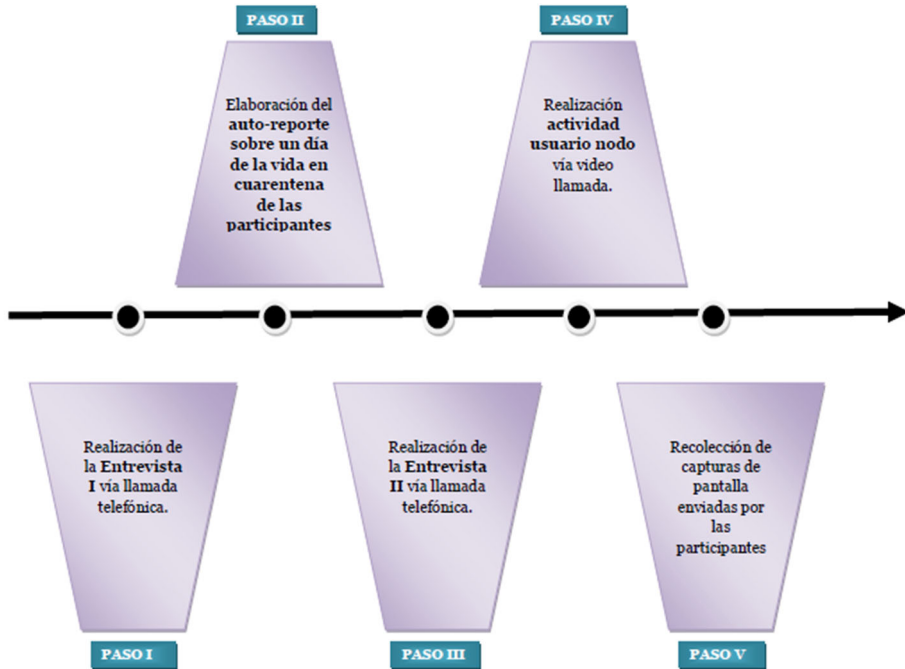 PASO II
PASO IV
Elaboración del
auto-reporte
sobre un día
de la vida en
cuarentena
de las
participantes
Realización
actividad
usuario nodo
vía video
llamada.
Realización de
la Entrevista
I vía llamada
telefónica.
Realización de
la Entrevista
II vía llamada
telefónica.
Recolección de
capturas de
pantalla
enviadas por
las
participantes
PASO I
PASO III
PASO V